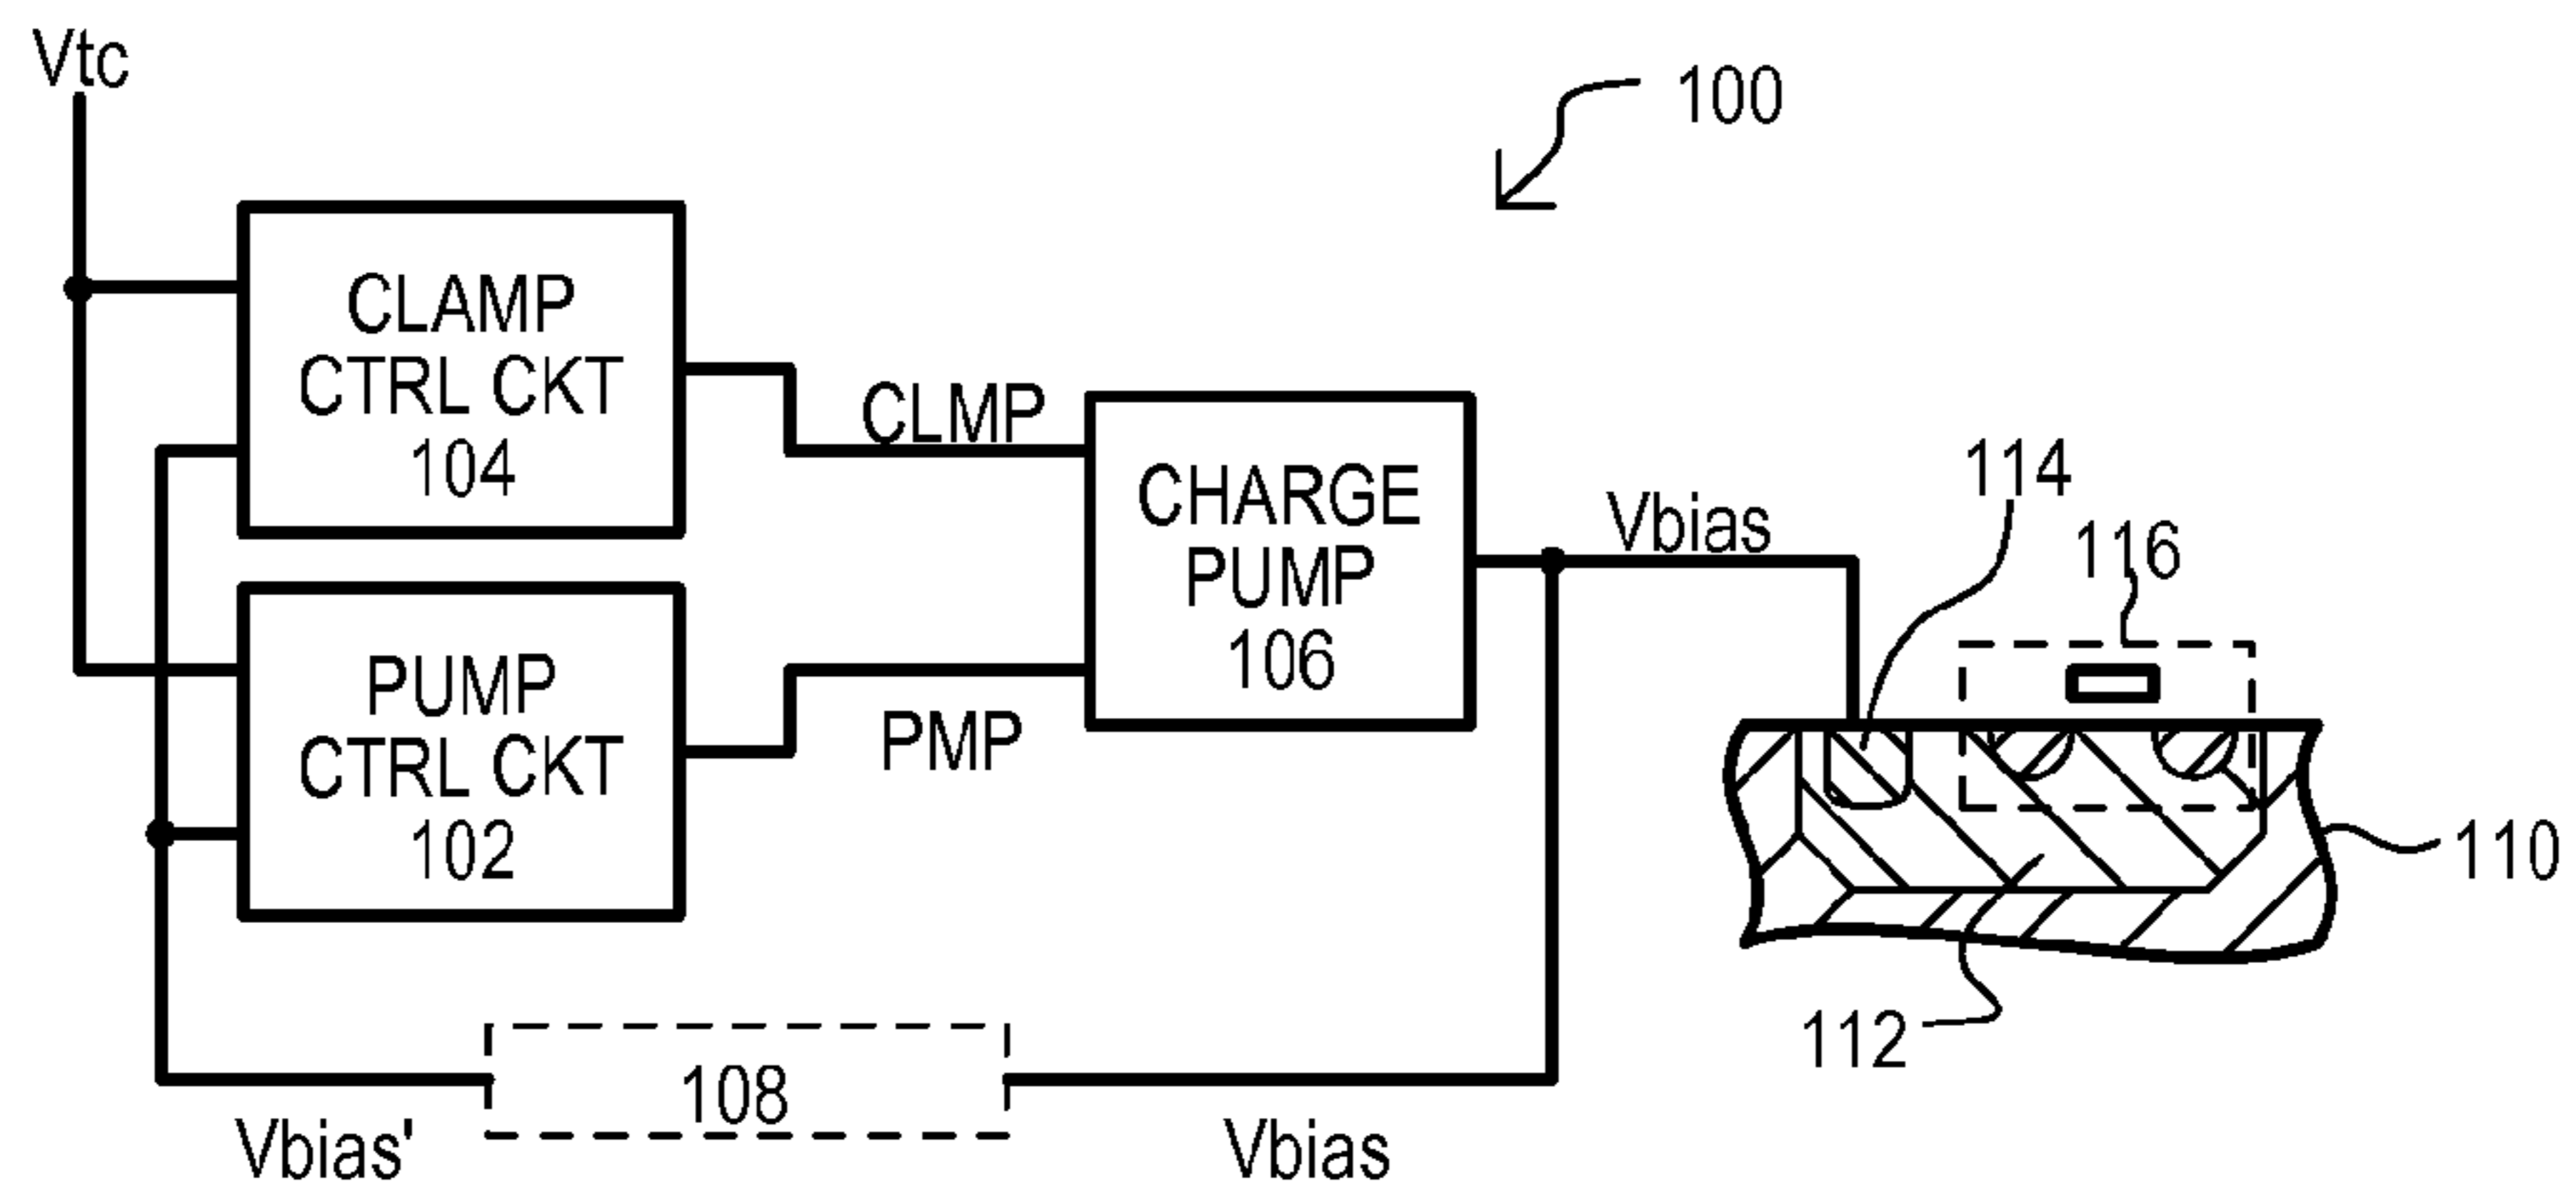 Vtc
100
CLAMP
CTRL CKT
104
CLMP
CHARGE
PUMP
106
Vbias
114
116
PUMP
CTRL CKT
102
PMP
110
112
108
Vbias'
Vbias